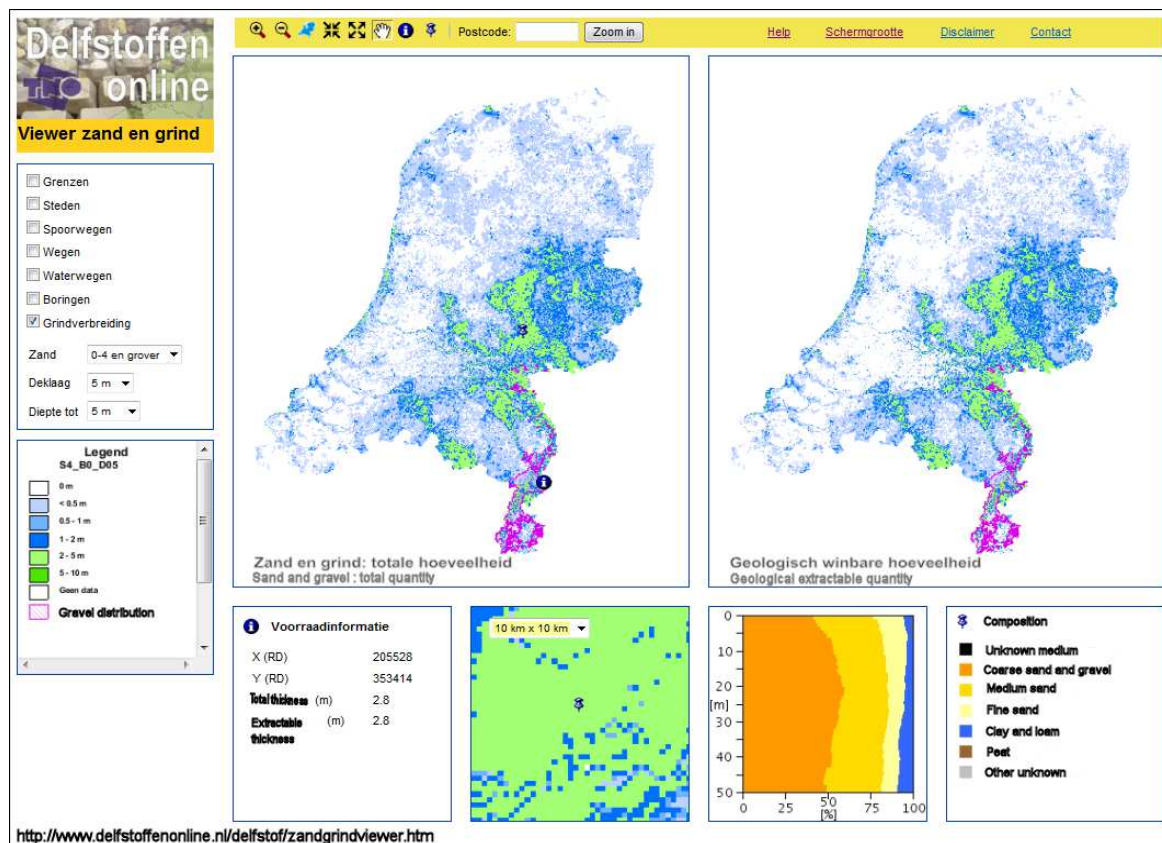 Delfstoffen
TNO online
Viewer zand en grind
Postcode:
Zoom in
Help
Schermgrootte
Disclaimer
Contact
Grenzen
Steden
Spoorwegen
Wegen
Waterwegen
Boringen
Grindverbreiding
Zand 0-4 en grover
Deklaag 5 m
Diepte tot 5 m
Legend
S4_B0_D05
0 m
< 0.5 m
0.5 - 1 m
1 - 2 m
2 - 5 m
5 - 10 m
Geen data
Gravel distribution
Zand en grind: totale hoeveelheid
Sand and gravel : total quantity
Geologisch winbare hoeveelheid
Geological extractable quantity
Voorraadinformatie
X (RD) 205528
Y (RD) 353414
Total thickness (m) 2.8
Extractable (m) 2.8
thickness
10 km x 10 km
0
10
20
[m]
30
40
50
0 25 50 75 100
[%]
Composition
Unknown medium
Coarse sand and gravel
Medium sand
Fine sand
Clay and loam
Peat
Other unknown
http://www.delfstoffenonline.nl/delfstof/zandgrindviewer.htm